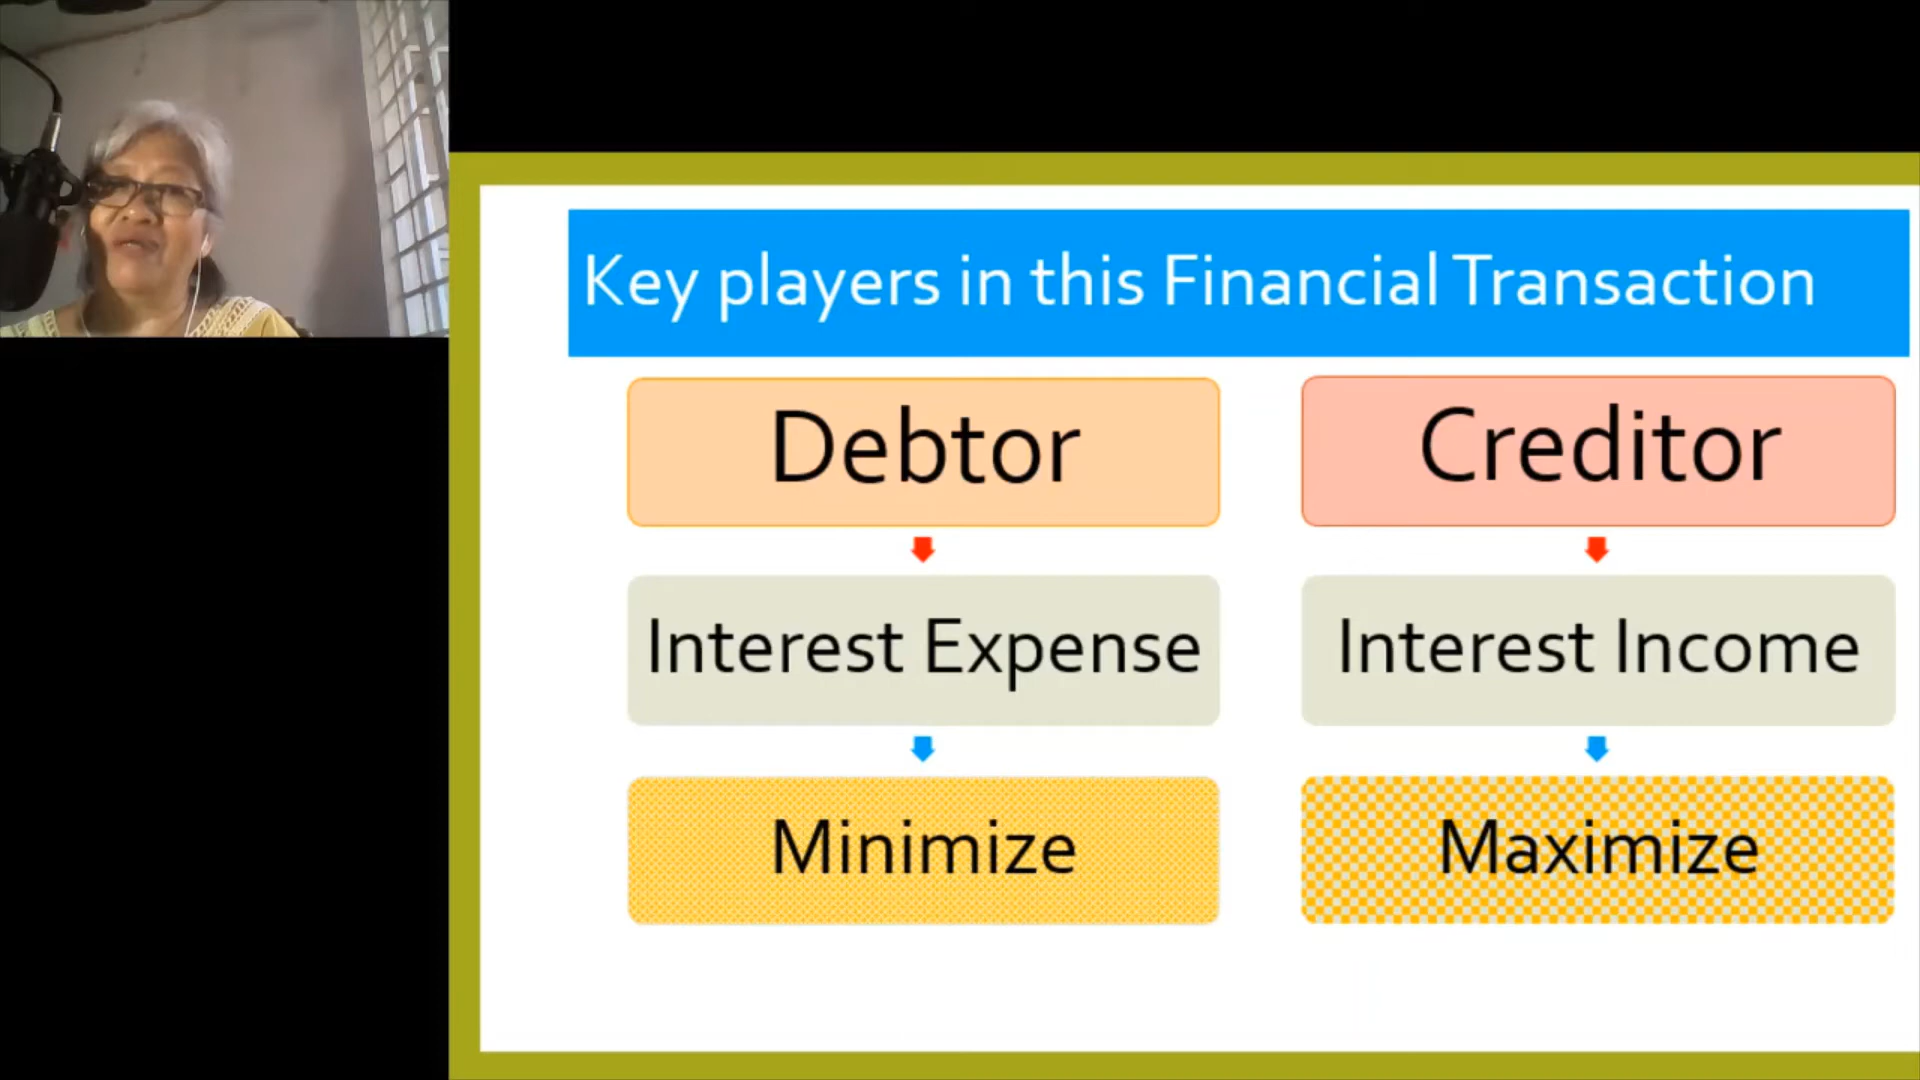 Key players in this Financial Transaction
Debtor
Creditor
Interest Expense
Interest Income
Minimize
Maximize